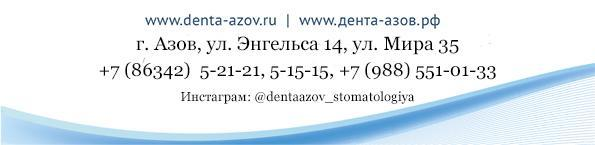 www.denta-azov.ru | www.дента-азов.рф
г. Азов, ул. Энгельса 14, ул. Мира 35
+7 (86342) 5-21-21, 5-15-15, +7 (988) 551-01-33
Инстаграм: @dentaazov_stomatologiya